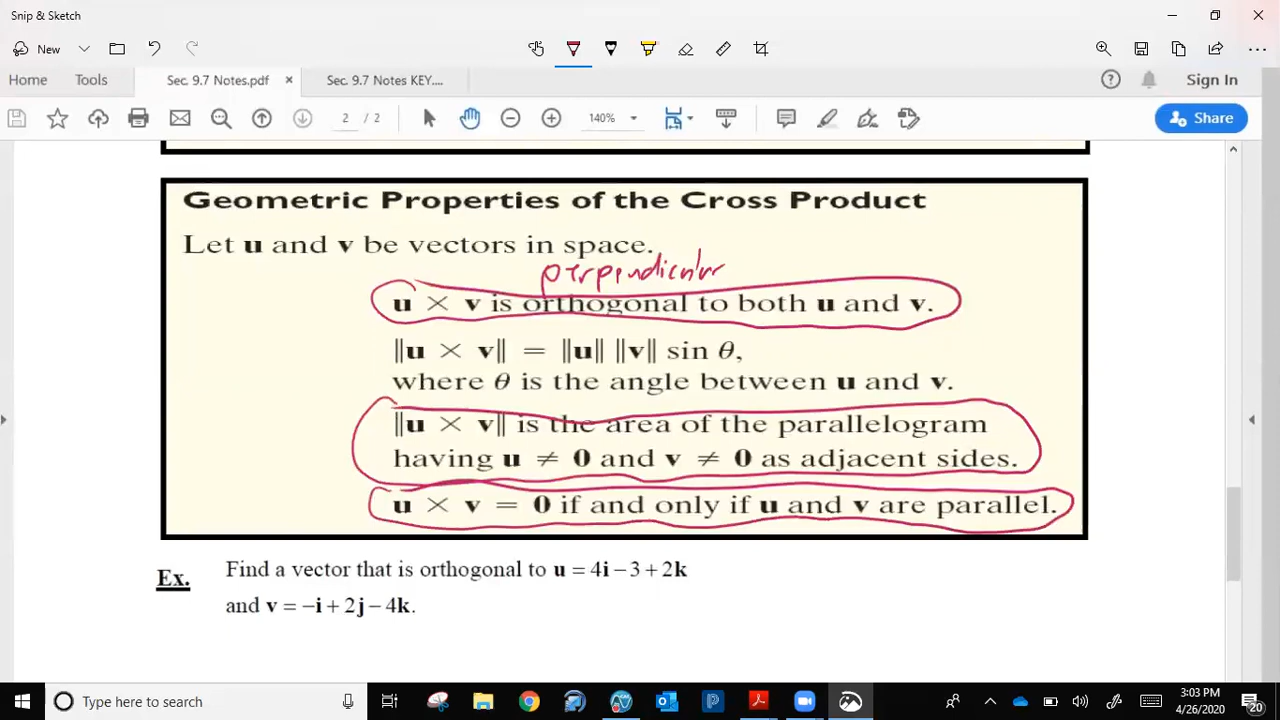 Snip & Sketch
New
Home Tools Sec. 9.7 Notes.pdf × Sec. 9.7 Notes KEY.... Sign In
2 / 2 140% Share
Geometric Properties of the Cross Product
Let u and v be vectors in space.
perpendicular
u × v is orthogonal to both u and v.
‖u × v‖ = ‖u‖ ‖v‖ sin θ,
where θ is the angle between u and v.
‖u × v‖ is the area of the parallelogram
having u ≠ 0 and v ≠ 0 as adjacent sides.
u × v = 0 if and only if u and v are parallel.
Ex. Find a vector that is orthogonal to u = 4i − 3 + 2k
and v = −i + 2j − 4k.
Type here to search
3:03 PM
4/26/2020
20